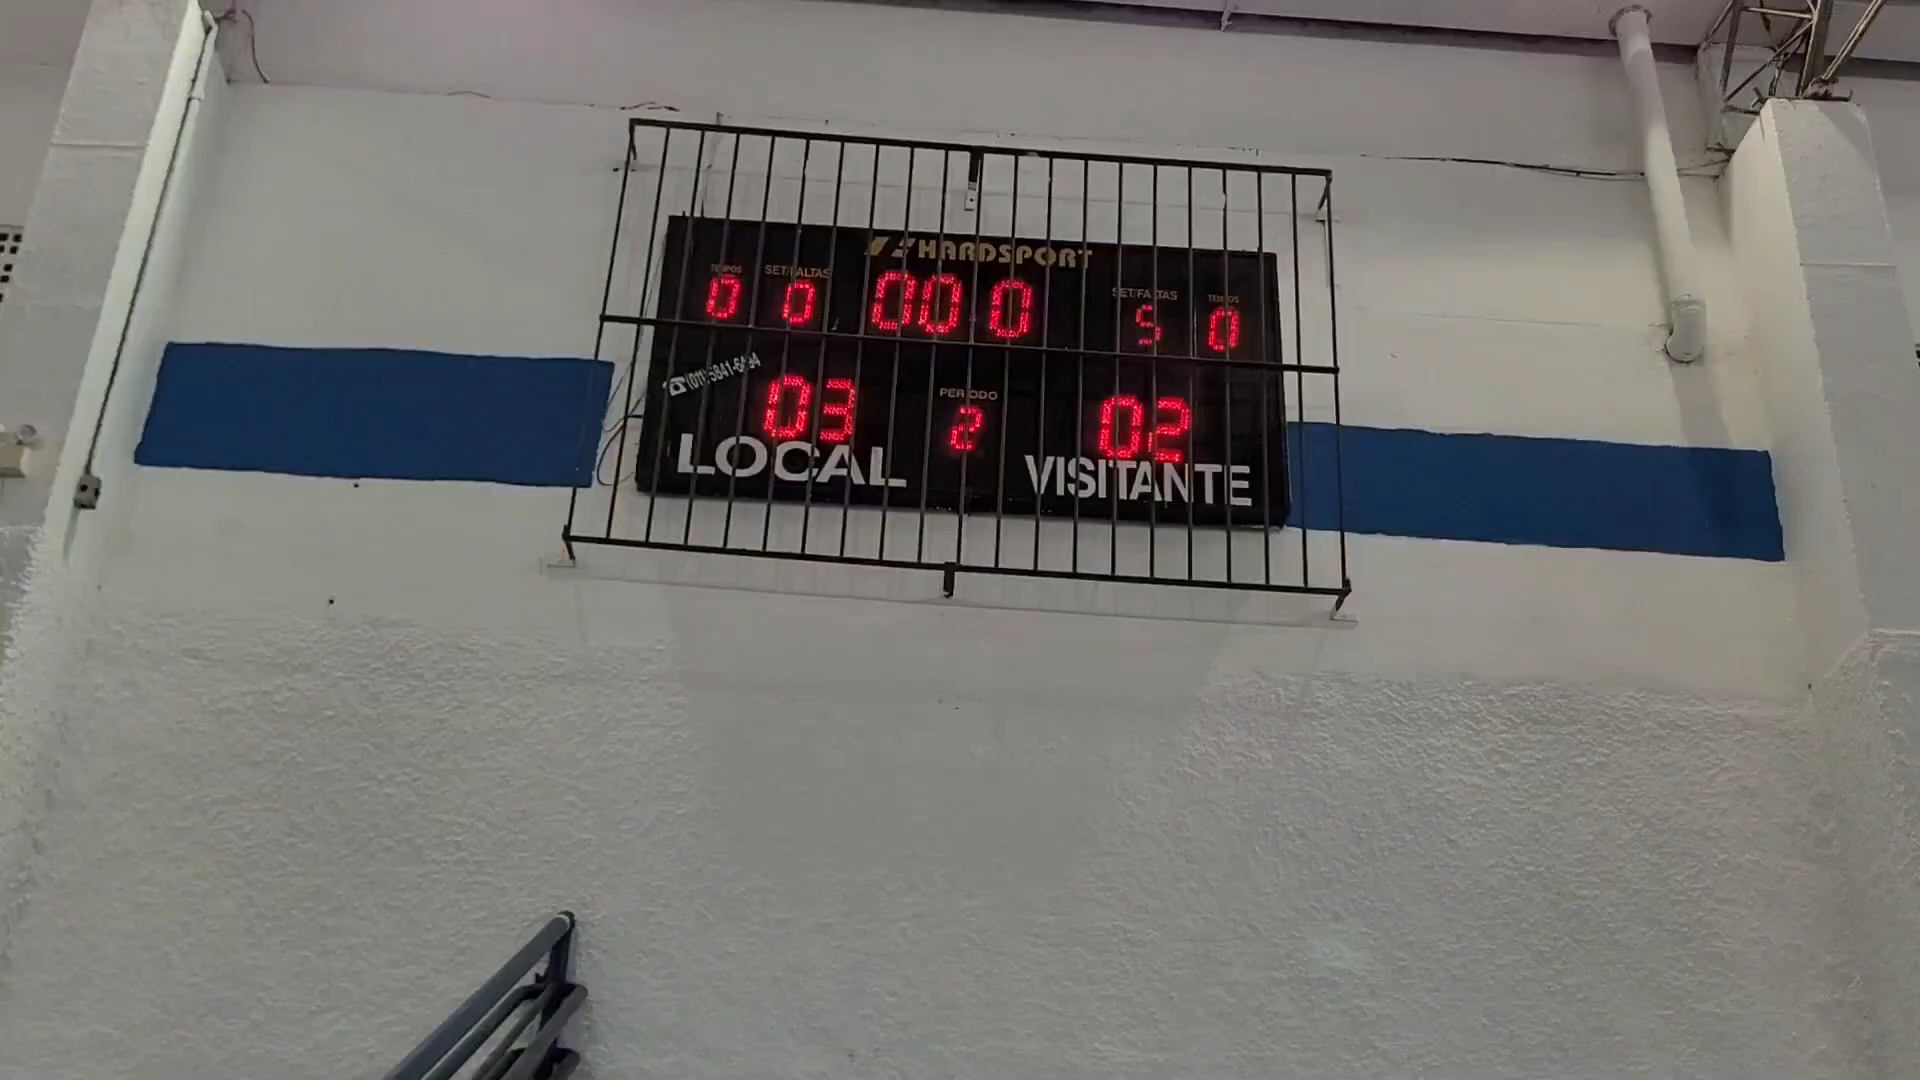 HARDSPORT
TEMPOS SET/FALTAS SET/FALTAS TEMPOS
0 0 00 0 5 0
PERIODO
03 2 02
LOCAL VISITANTE